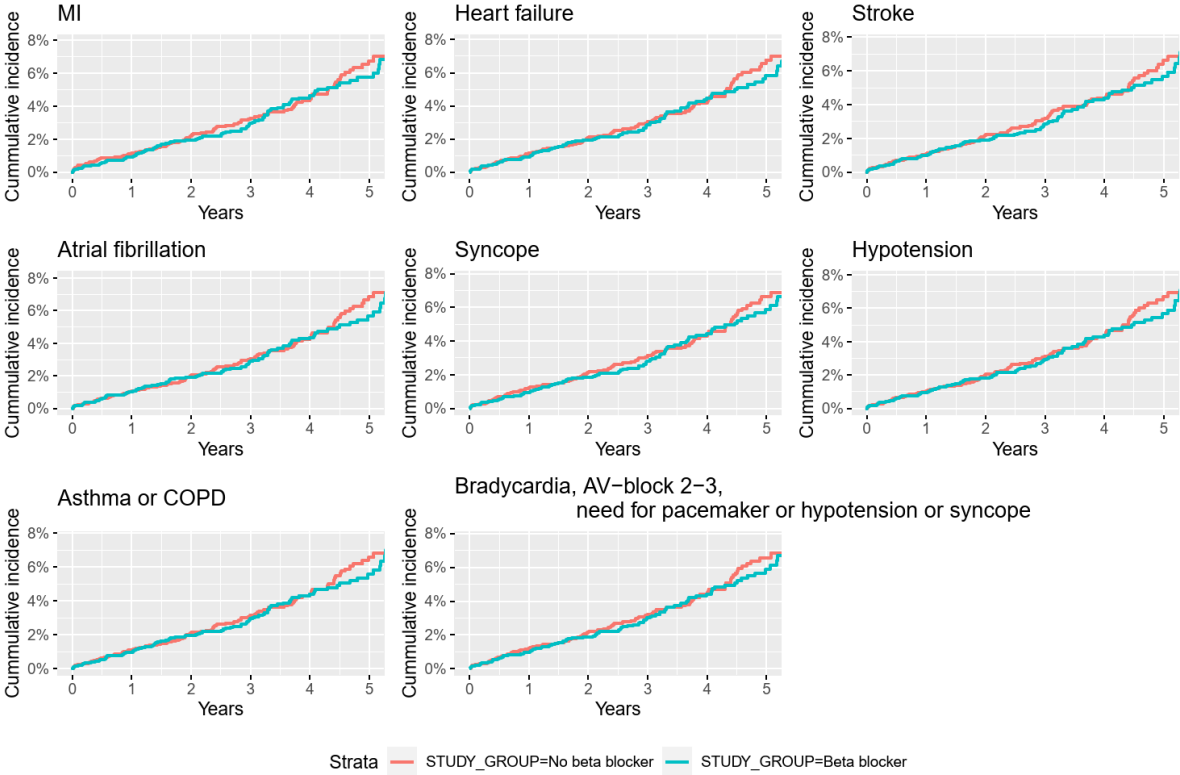 MI
Cummulative incidence
8%
6%
4%
2%
0%
0 1 2 3 4 5
Years
Heart failure
Cummulative incidence
8%
6%
4%
2%
0%
0 1 2 3 4 5
Years
Stroke
Cummulative incidence
8%
6%
4%
2%
0%
0 1 2 3 4 5
Years
Atrial fibrillation
Cummulative incidence
8%
6%
4%
2%
0%
0 1 2 3 4 5
Years
Syncope
Cummulative incidence
8%
6%
4%
2%
0%
0 1 2 3 4 5
Years
Hypotension
Cummulative incidence
8%
6%
4%
2%
0%
0 1 2 3 4 5
Years
Asthma or COPD
Cummulative incidence
8%
6%
4%
2%
0%
0 1 2 3 4 5
Years
Bradycardia, AV−block 2−3,
need for pacemaker or hypotension or syncope
Cummulative incidence
8%
6%
4%
2%
0%
0 1 2 3 4 5
Years
Strata STUDY_GROUP=No beta blocker STUDY_GROUP=Beta blocker